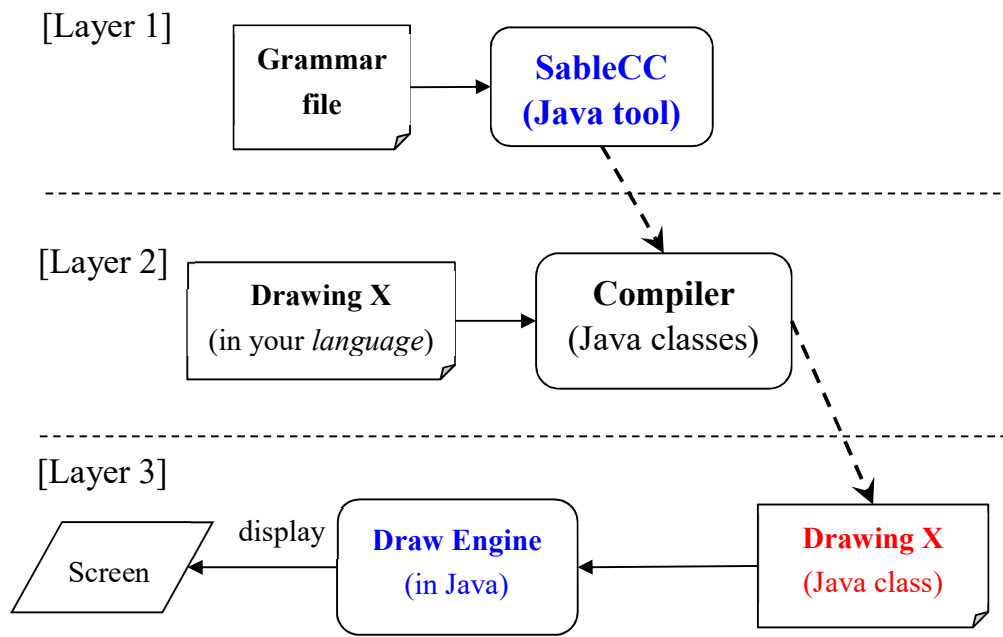 [Layer 1]
Grammar
file
SableCC
(Java tool)
[Layer 2]
Drawing X
(in your language)
Compiler
(Java classes)
[Layer 3]
Screen
display
Draw Engine
(in Java)
Drawing X
(Java class)